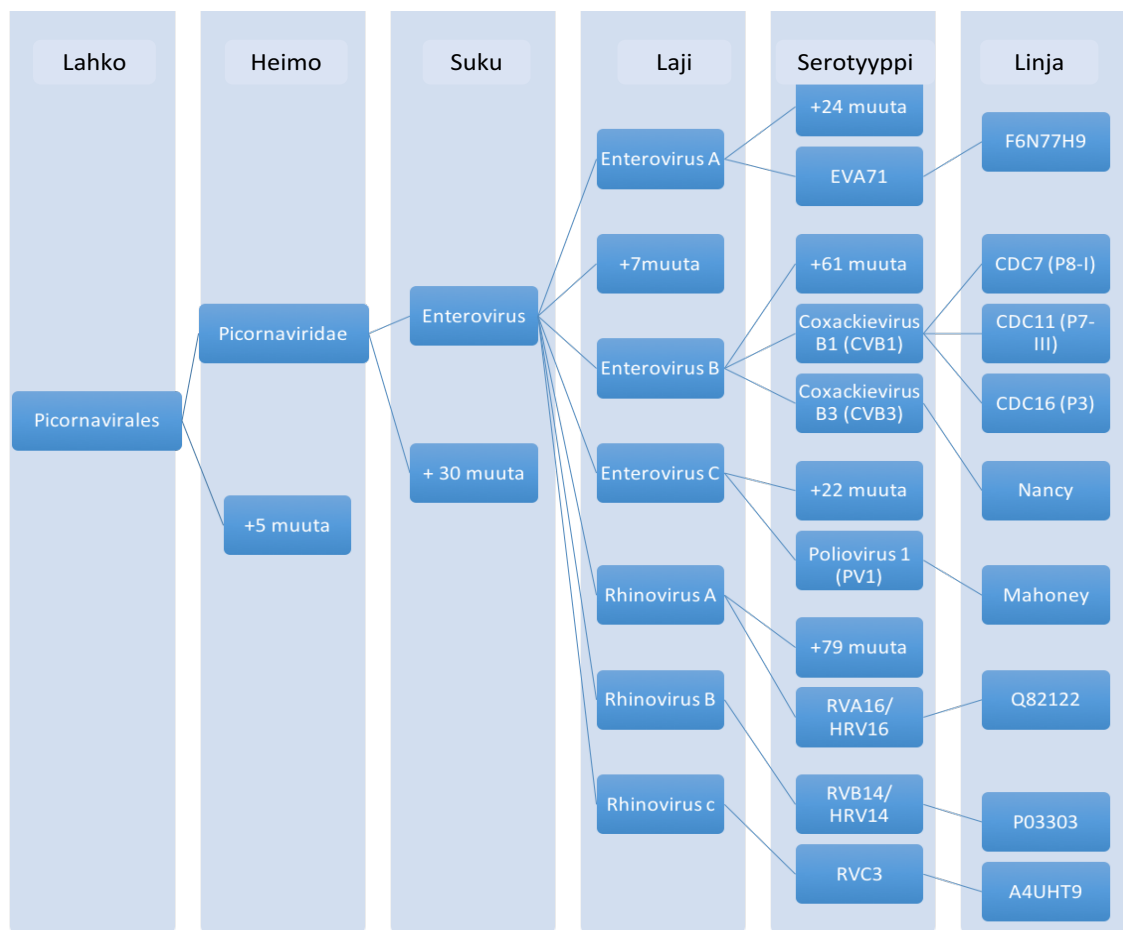 Lahko
Heimo
Suku
Laji
Serotyyppi
Linja
Picornavirales
Picornaviridae
+5 muuta
Enterovirus
+ 30 muuta
Enterovirus A
+7muuta
Enterovirus B
Enterovirus C
Rhinovirus A
Rhinovirus B
Rhinovirus c
+24 muuta
EVA71
+61 muuta
Coxackievirus
B1 (CVB1)
Coxackievirus
B3 (CVB3)
+22 muuta
Poliovirus 1
(PV1)
+79 muuta
RVA16/
HRV16
RVB14/
HRV14
RVC3
F6N77H9
CDC7 (P8-I)
CDC11 (P7-
III)
CDC16 (P3)
Nancy
Mahoney
Q82122
P03303
A4UHT9